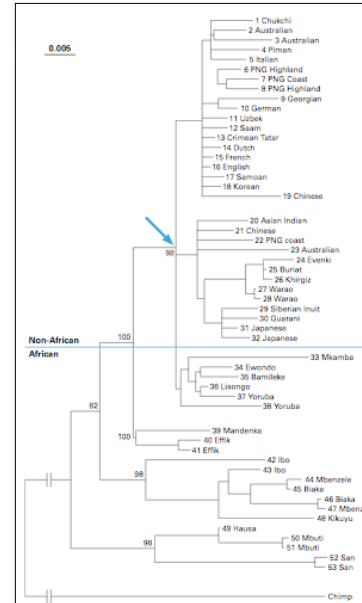 0.005
1 Chukchi
2 Australian
3 Australian
4 Piman
5 Italian
6 PNG Highland
7 PNG Coast
8 PNG Highland
9 Georgian
10 German
11 Uzbek
12 Saam
13 Crimean Tatar
14 Dutch
15 French
16 English
17 Samoan
18 Korean
19 Chinese
20 Asian Indian
21 Chinese
98
22 PNG coast
23 Australian
24 Evenki
25 Buriat
26 Khirgiz
27 Warao
28 Warao
29 Siberian Inuit
30 Guarani
31 Japanese
100
Non-African
32 Japanese
African
33 Mkamba
34 Ewondo
35 Bamileke
36 Lisongo
37 Yoruba
82
38 Yoruba
39 Mandenka
100
40 Effik
41 Effik
42 Ibo
98
43 Ibo
44 Mbenzele
45 Biaka
46 Biaka
47 Mbenz
48 Kikuyu
49 Hausa
98
50 Mbuti
51 Mbuti
52 San
53 San
Chimp